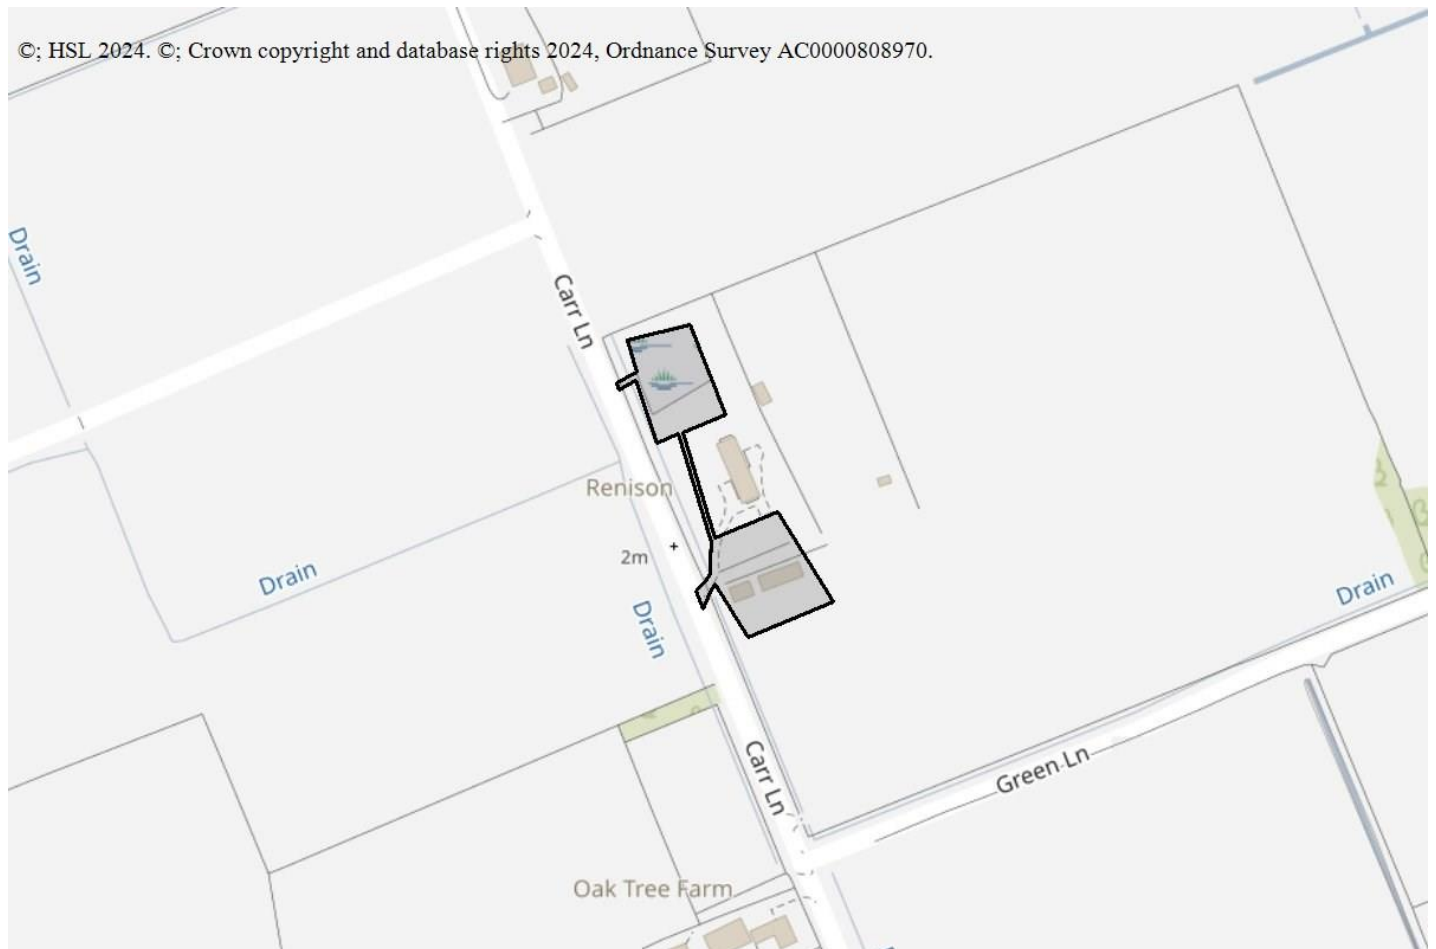 ©; HSL 2024. ©; Crown copyright and database rights 2024, Ordnance Survey AC0000808970.
Drain
Carr Ln
Renison
2m
Drain
Drain
Drain
Carr Ln
Green Ln
Oak Tree Farm